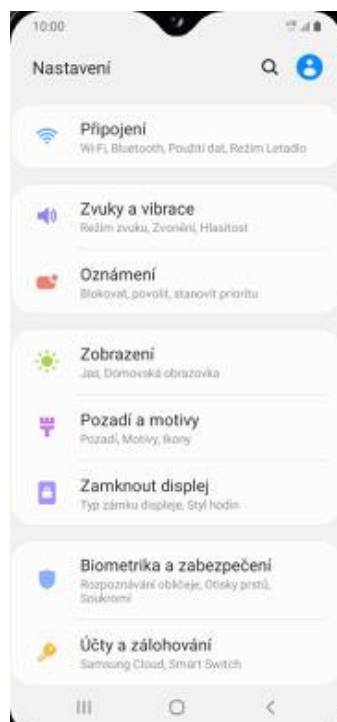 10:00
Nastavení
Připojení
Wi-Fi, Bluetooth, Použití dat, Režim Letadlo
Zvuky a vibrace
Režim zvuku, Zvonění, Hlasitost
Oznámení
Blokovat, povolit, stanovit prioritu
Zobrazení
Jas, Domovská obrazovka
Pozadí a motivy
Pozadí, Motivy, Ikony
Zamknout displej
Typ zámku displeje, Styl hodin
Biometrika a zabezpečení
Rozpoznávání obličeje, Otisky prstů,
Soukromí
Účty a zálohování
Samsung Cloud, Smart Switch